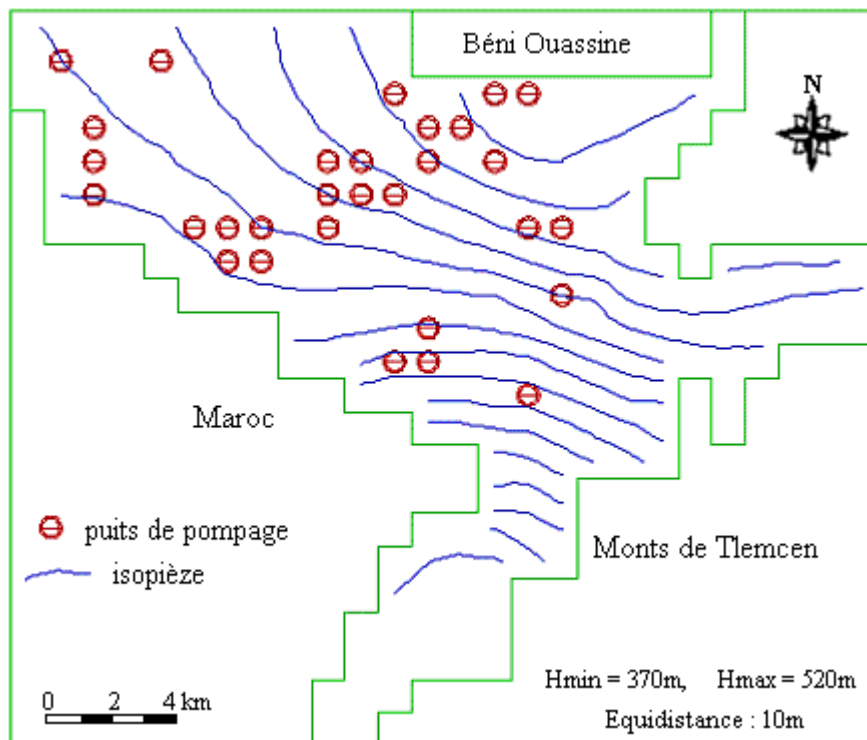 Béni Ouassine
N
Maroc
puits de pompage
isopièze
Monts de Tlemcen
0 2 4 km
Hmin = 370m, Hmax = 520m
Equidistance : 10m